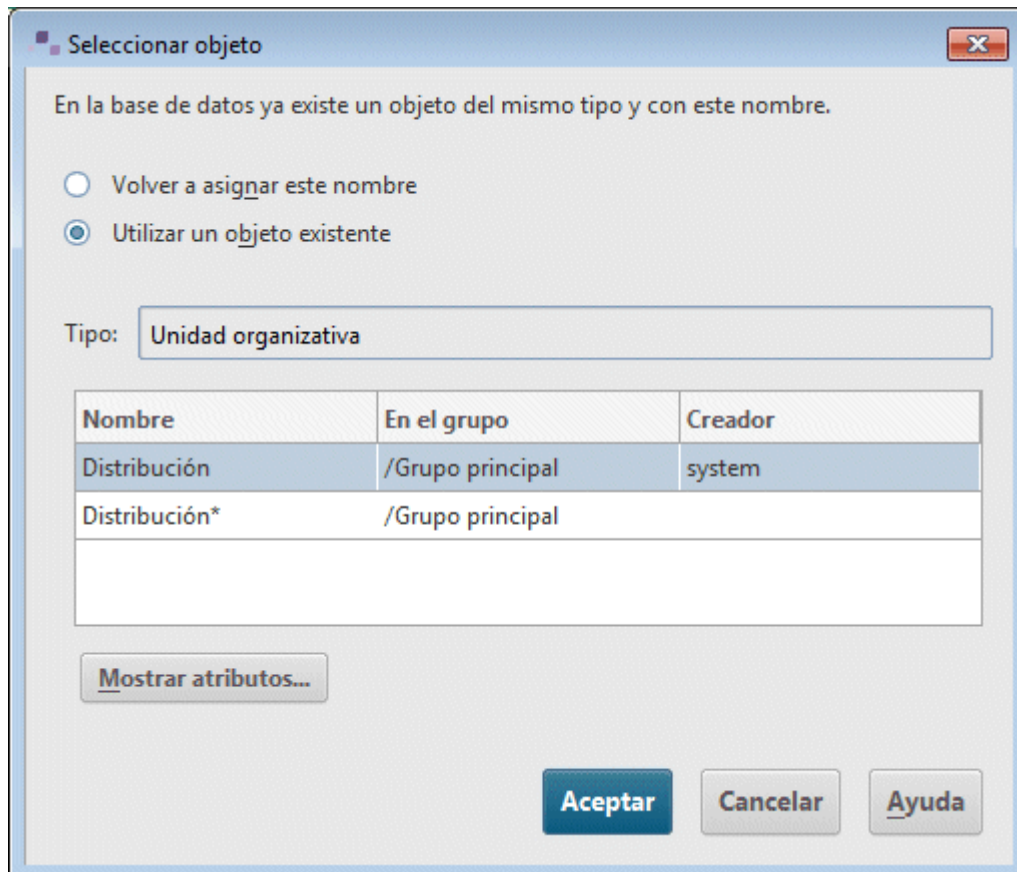 Seleccionar objeto
En la base de datos ya existe un objeto del mismo tipo y con este nombre.
Volver a asignar este nombre
Utilizar un objeto existente
Tipo: Unidad organizativa
Nombre En el grupo Creador
Distribución /Grupo principal system
Distribución* /Grupo principal
Mostrar atributos...
Aceptar Cancelar Ayuda